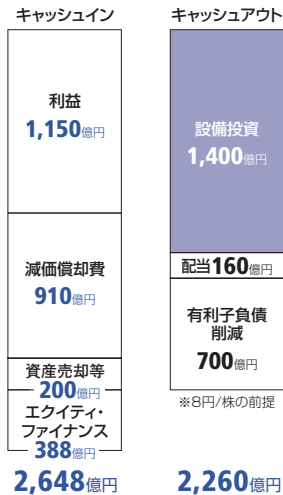 キャッシュイン
利益
1,150億円
減価償却費
910億円
資産売却等
200億円
エクイティ・
ファイナンス
388億円
2,648億円
キャッシュアウト
設備投資
1,400億円
配当160億円
有利子負債
削減
700億円
※8円/株の前提
2,260億円